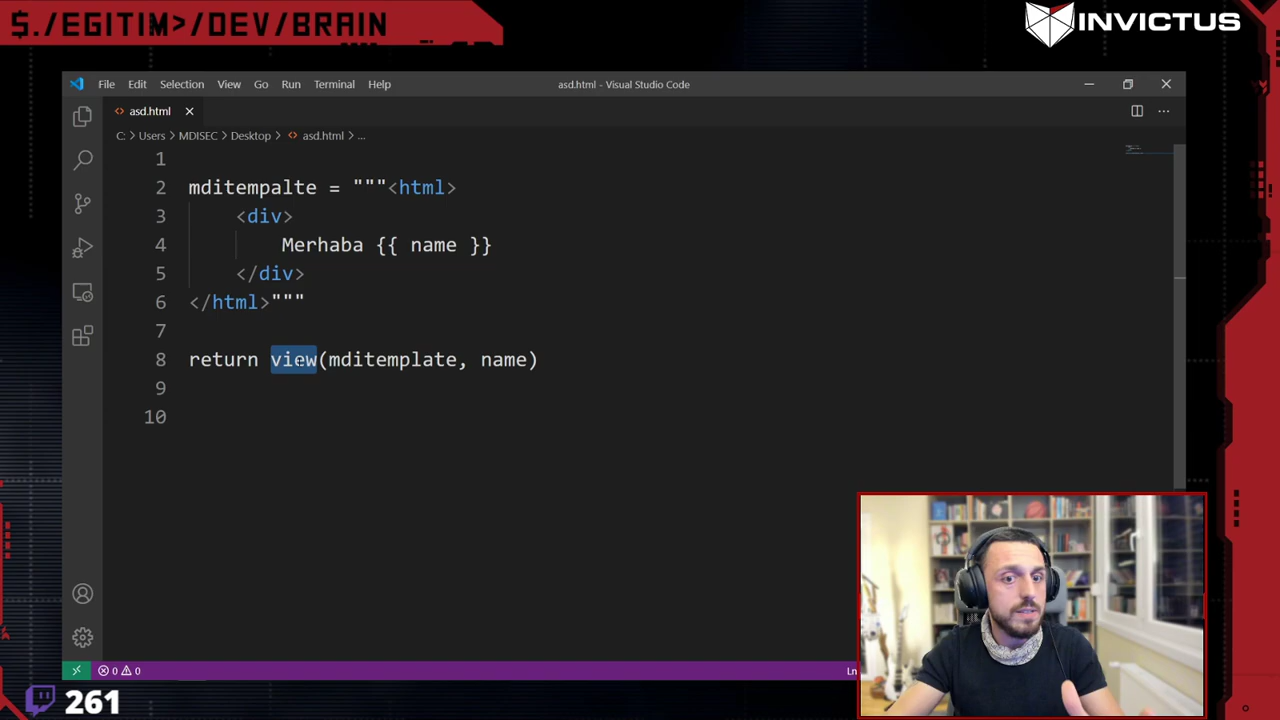 $./EGITIM>/DEV/BRAIN
INVICTUS
File Edit Selection View Go Run Terminal Help
asd.html - Visual Studio Code
asd.html
C: > Users > MDISEC > Desktop > asd.html > ...
1
2 mditempalte = """<html>
3 <div>
4 Merhaba {{ name }}
5 </div>
6 </html>"""
7
8 return view(mditemplate, name)
9
10
0 0
Ln
261